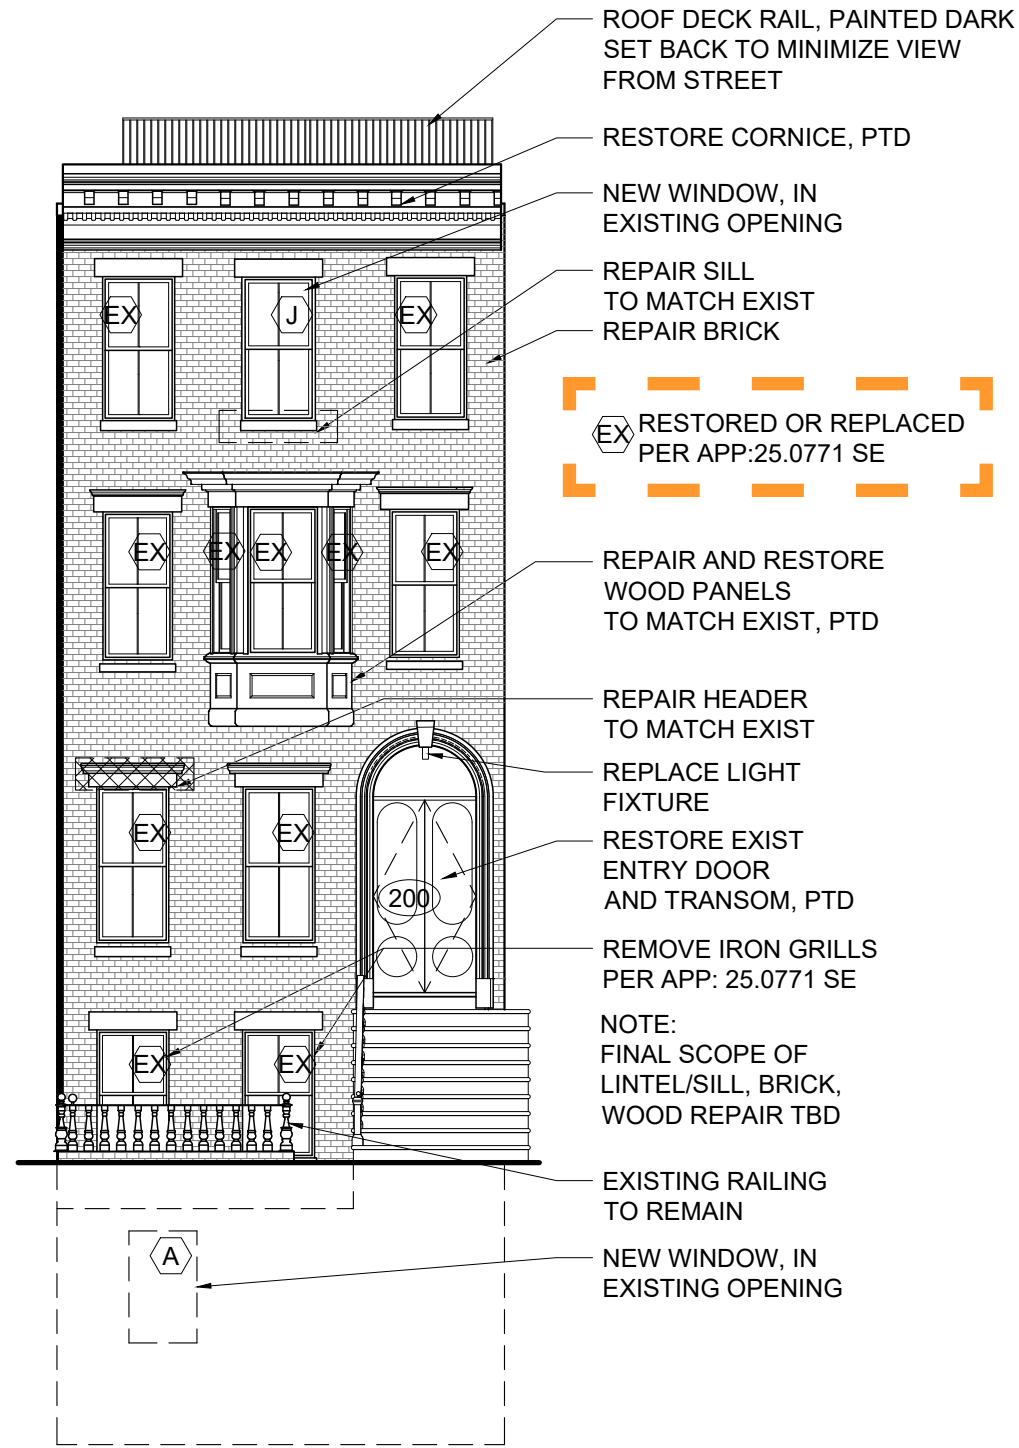 ROOF DECK RAIL, PAINTED DARK
SET BACK TO MINIMIZE VIEW
FROM STREET
RESTORE CORNICE, PTD
NEW WINDOW, IN
EXISTING OPENING
REPAIR SILL
TO MATCH EXIST
REPAIR BRICK
EX
J
EX
EX RESTORED OR REPLACED
PER APP:25.0771 SE
EX
EX
EX
EX
EX
REPAIR AND RESTORE
WOOD PANELS
TO MATCH EXIST, PTD
REPAIR HEADER
TO MATCH EXIST
REPLACE LIGHT
FIXTURE
EX
EX
RESTORE EXIST
ENTRY DOOR
AND TRANSOM, PTD
200
REMOVE IRON GRILLS
PER APP: 25.0771 SE
NOTE:
FINAL SCOPE OF
LINTEL/SILL, BRICK,
WOOD REPAIR TBD
EX
EX
EXISTING RAILING
TO REMAIN
NEW WINDOW, IN
EXISTING OPENING
A